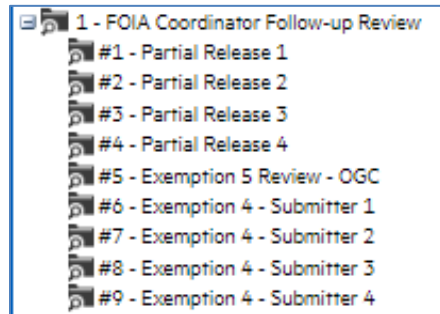 1 - FOIA Coordinator Follow-up Review
#1 - Partial Release 1
#2 - Partial Release 2
#3 - Partial Release 3
#4 - Partial Release 4
#5 - Exemption 5 Review - OGC
#6 - Exemption 4 - Submitter 1
#7 - Exemption 4 - Submitter 2
#8 - Exemption 4 - Submitter 3
#9 - Exemption 4 - Submitter 4